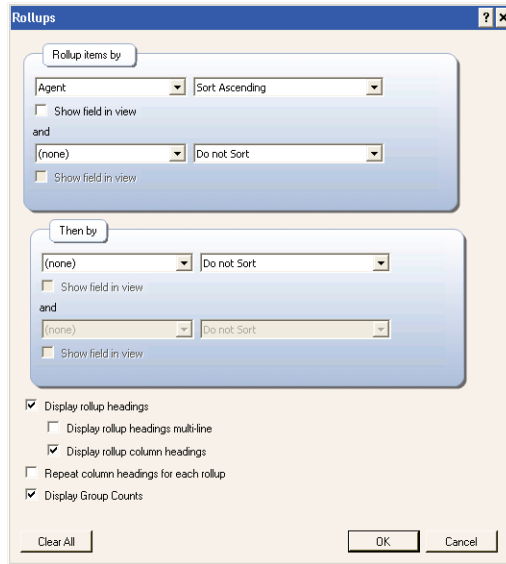 Rollups
Rollup items by
Agent Sort Ascending
Show field in view
and
(none) Do not Sort
Show field in view
Then by
(none) Do not Sort
Show field in view
and
(none) Do not Sort
Show field in view
Display rollup headings
Display rollup headings multi-line
Display rollup column headings
Repeat column headings for each rollup
Display Group Counts
Clear All OK Cancel